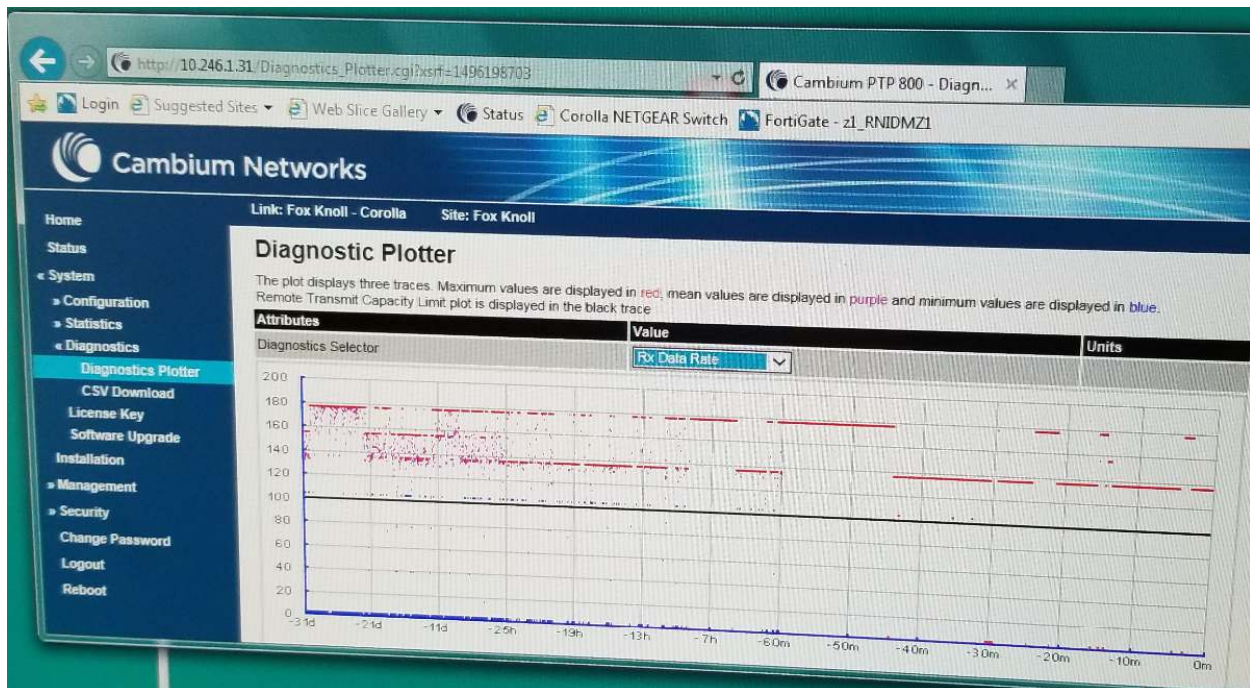 http://10.246.1.31/Diagnostics_Plotter.cgi?xsrf=1496198703
Cambium PTP 800 - Diagn...
Login Suggested Sites Web Slice Gallery Status Corolla NETGEAR Switch FortiGate - z1_RNIDMZ1
Cambium Networks
Link: Fox Knoll - Corolla Site: Fox Knoll
Home
Status
« System
» Configuration
» Statistics
« Diagnostics
Diagnostics Plotter
CSV Download
License Key
Software Upgrade
Installation
» Management
» Security
Change Password
Logout
Reboot
Diagnostic Plotter
The plot displays three traces. Maximum values are displayed in red, mean values are displayed in purple and minimum values are displayed in blue.
Remote Transmit Capacity Limit plot is displayed in the black trace
Attributes Value Units
Diagnostics Selector Rx Data Rate
200
180
160
140
120
100
80
60
40
20
0
-31d -21d -11d -25h -19h -13h -7h -60m -50m -40m -30m -20m -10m 0m